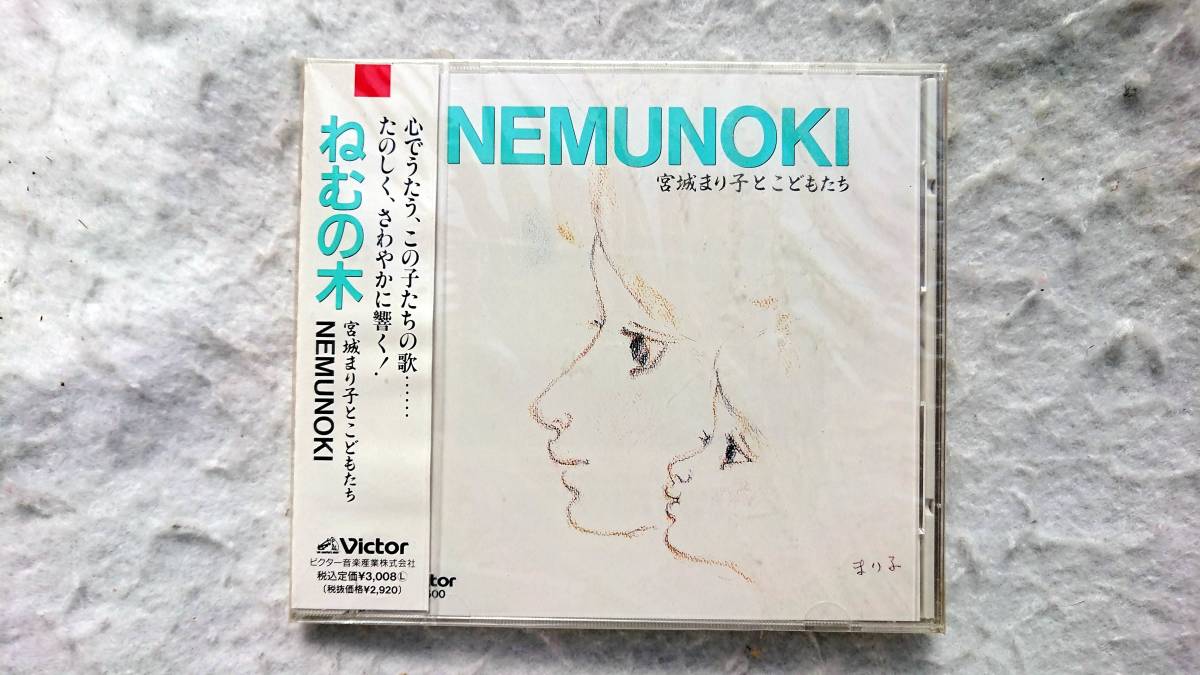 心でうたう、この子たちの歌……
たのしく、さわやかに響く!
ねむの木
宮城まり子とこどもたち
NEMUNOKI
Victor
ビクター音楽産業株式会社
税込定価¥3,008Ⓛ
(税抜価格¥2,920)
NEMUNOKI
宮城まり子とこどもたち
まり子
ctor